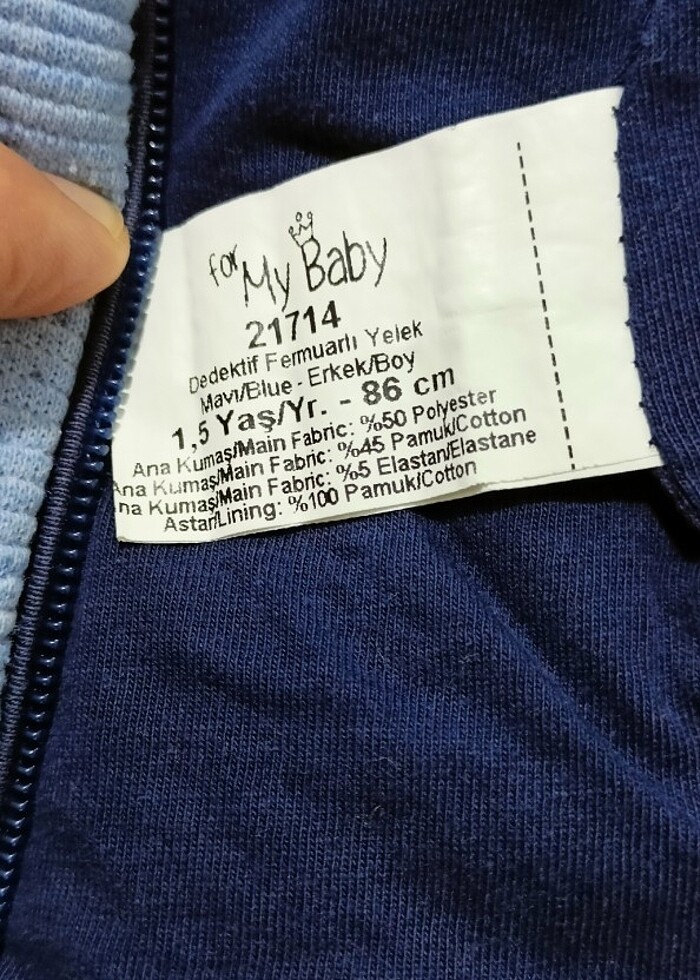 for My Baby
21714
Dedektif Fermuarlı Yelek
Mavi/Blue - Erkek/Boy
1,5 Yaş/Yr. - 86 cm
Ana Kumaş/Main Fabric: %50 Polyester
Ana Kumaş/Main Fabric: %45 Pamuk/Cotton
na Kumaş/Main Fabric: %5 Elastan/Elastane
Astar/Lining: %100 Pamuk/Cotton